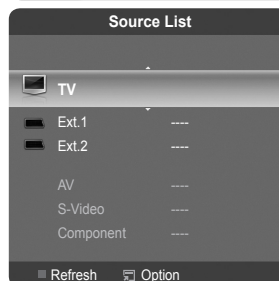 Source List
TV
Ext.1 ----
Ext.2 ----
AV ----
S-Video ----
Component ----
Refresh Option